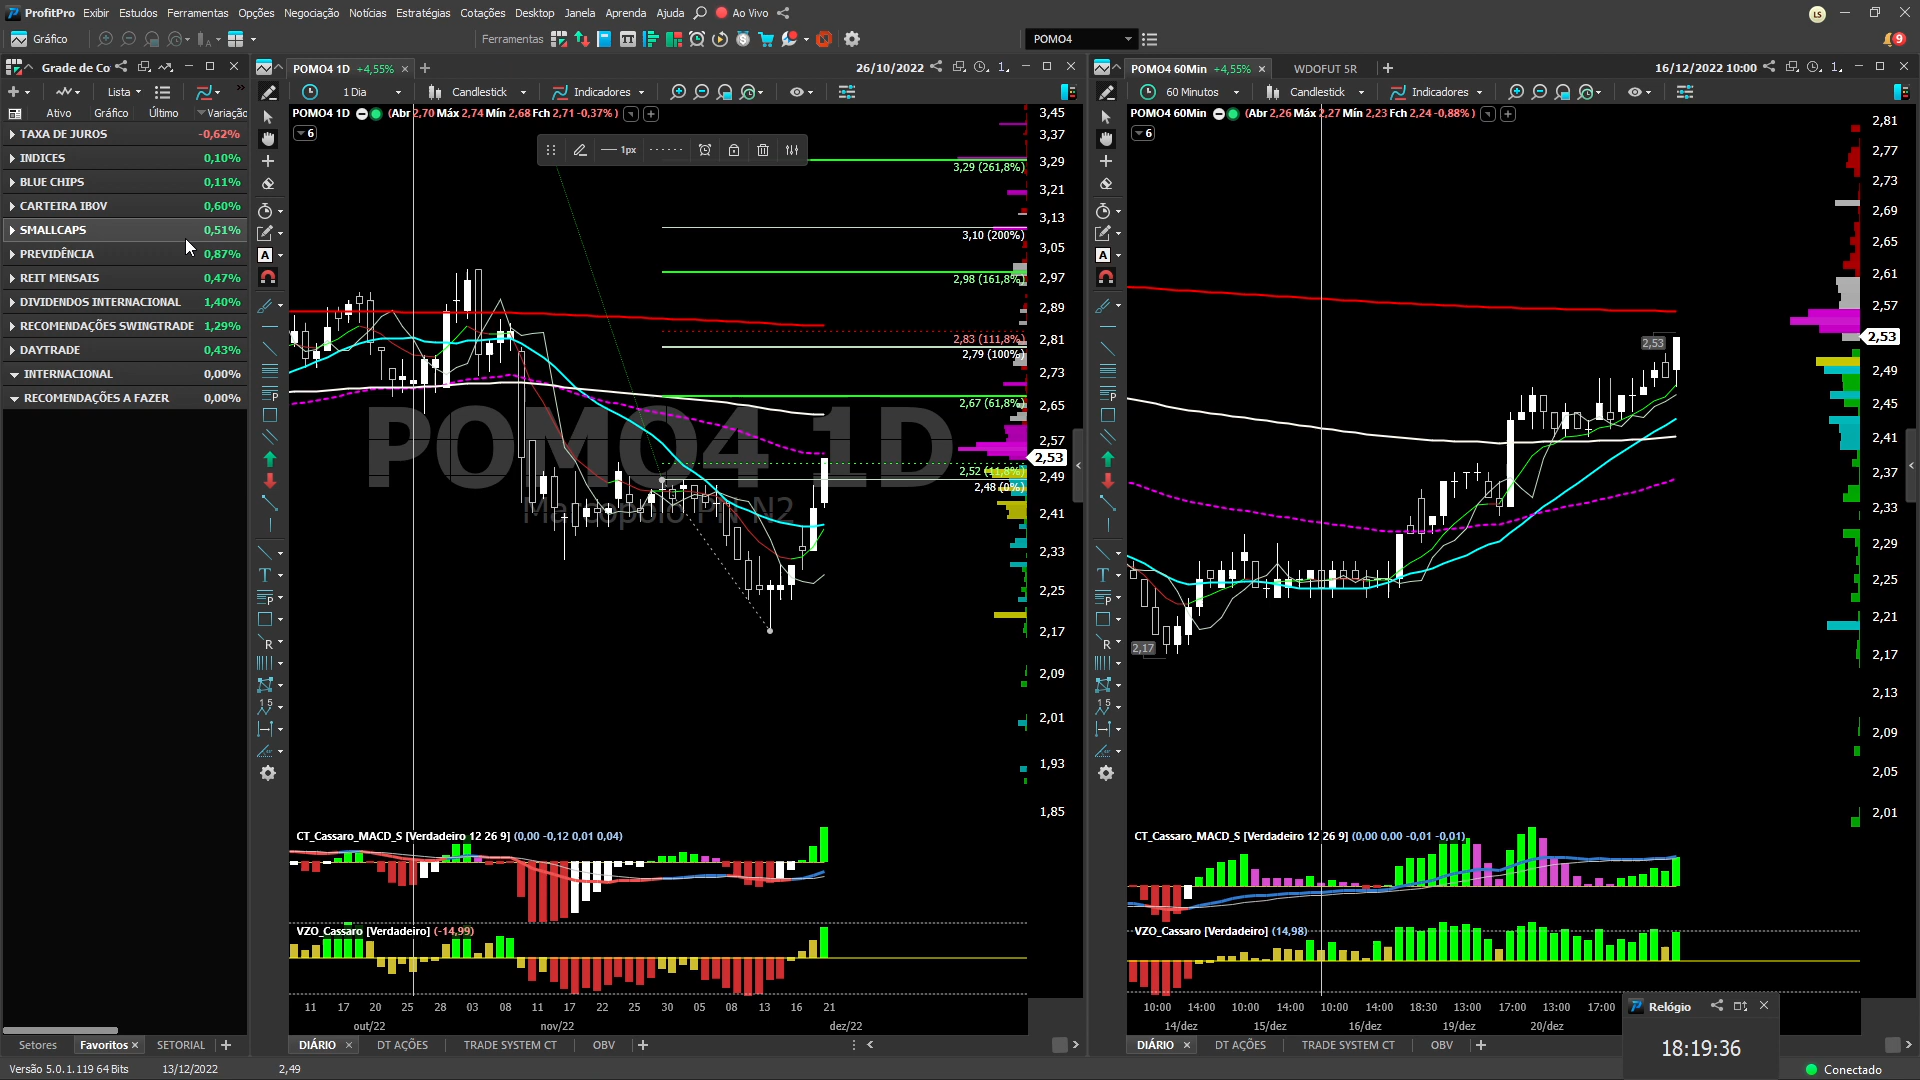 ProfitPro Exibir Estudos Ferramentas Opções Negociação Notícias Estratégias Cotações Desktop Janela Aprenda Ajuda Ao Vivo LS
Gráfico Ferramentas POMO4 9
Grade de Co POMO4 1D +4,55% 26/10/2022 1 POMO4 60Min +4,55% WDOFUT 5R 16/12/2022 10:00 1
Lista 1 Dia Candlestick Indicadores 60 Minutos Candlestick Indicadores
Ativo Gráfico Último Variação
TAXA DE JUROS -0,62%
INDICES 0,10%
BLUE CHIPS 0,11%
CARTEIRA IBOV 0,60%
SMALLCAPS 0,51%
PREVIDÊNCIA 0,87%
REIT MENSAIS 0,47%
DIVIDENDOS INTERNACIONAL 1,40%
RECOMENDAÇÕES SWINGTRADE 1,29%
DAYTRADE 0,43%
INTERNACIONAL 0,00%
RECOMENDAÇÕES A FAZER 0,00%
Setores Favoritos SETORIAL
POMO4 1D (Abr 2,70 Máx 2,74 Mín 2,68 Fch 2,71 -0,37% )
6
1px
3,29 (261,8%)
3,10 (200%)
2,98 (161,8%)
2,83 (111,8%)
2,79 (100%)
2,67 (61,8%)
2,52 (11,8%)
2,48 (0%)
POMO4 1D
Marcopolo PN N2
3,45
3,37
3,29
3,21
3,13
3,05
2,97
2,89
2,81
2,73
2,65
2,57
2,53
2,49
2,41
2,33
2,25
2,17
2,09
2,01
1,93
1,85
CT_Cassaro_MACD_S [Verdadeiro 12 26 9] (0,00 -0,12 0,01 0,04)
VZO_Cassaro [Verdadeiro] (-14,99)
11 17 20 25 28 03 08 11 17 22 25 30 05 08 13 16 21
out/22 nov/22 dez/22
DIÁRIO DT AÇÕES TRADE SYSTEM CT OBV
POMO4 60Min (Abr 2,26 Máx 2,27 Mín 2,23 Fch 2,24 -0,88% )
6
2,53
2,17
2,81
2,77
2,73
2,69
2,65
2,61
2,57
2,53
2,49
2,45
2,41
2,37
2,33
2,29
2,25
2,21
2,17
2,13
2,09
2,05
2,01
CT_Cassaro_MACD_S [Verdadeiro 12 26 9] (0,00 0,00 -0,01 -0,01)
VZO_Cassaro [Verdadeiro] (14,98)
10:00 14:00 10:00 14:00 10:00 14:00 18:30 13:00 17:00 13:00 17:00
14/dez 15/dez 16/dez 19/dez 20/dez
DIÁRIO DT AÇÕES TRADE SYSTEM CT OBV
Relógio
18:19:36
Versão 5.0.1.119 64 Bits 13/12/2022 2,49 Conectado